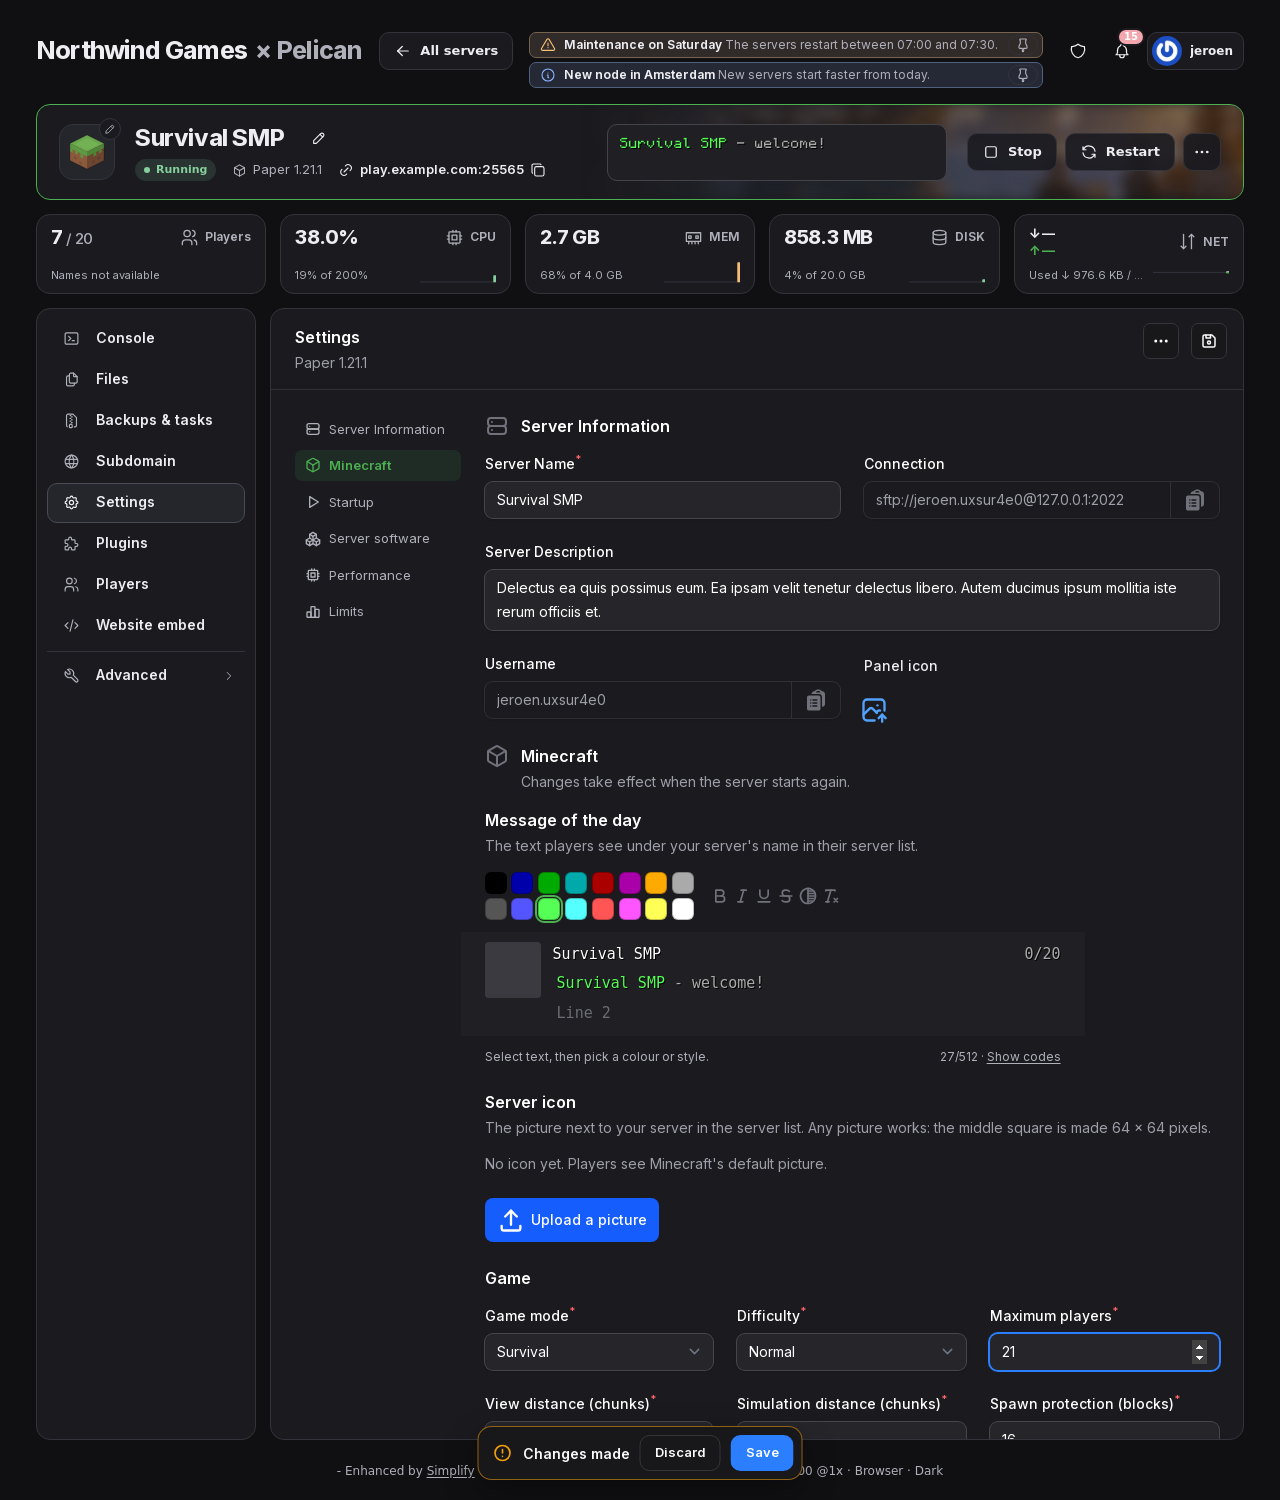 Northwind Games × Pelican
All servers
Maintenance on Saturday The servers restart between 07:00 and 07:30.
New node in Amsterdam New servers start faster from today.
15
jeroen
Survival SMP
Running
Paper 1.21.1
play.example.com:25565
Survival SMP - welcome!
Stop
Restart
7 / 20
Players
Names not available
38.0%
CPU
19% of 200%
2.7 GB
MEM
68% of 4.0 GB
858.3 MB
DISK
4% of 20.0 GB
↓—
↑—
NET
Used ↓ 976.6 KB / ...
Console
Files
Backups & tasks
Subdomain
Settings
Plugins
Players
Website embed
Advanced
Settings
Paper 1.21.1
Server Information
Minecraft
Startup
Server software
Performance
Limits
Server Information
Server Name*
Connection
Survival SMP
sftp://jeroen.uxsur4e0@127.0.0.1:2022
Server Description
Delectus ea quis possimus eum. Ea ipsam velit tenetur delectus libero. Autem ducimus ipsum mollitia iste
rerum officiis et.
Username
Panel icon
jeroen.uxsur4e0
Minecraft
Changes take effect when the server starts again.
Message of the day
The text players see under your server's name in their server list.
B I U S
Survival SMP
0/20
Survival SMP - welcome!
Line 2
Select text, then pick a colour or style.
27/512 · Show codes
Server icon
The picture next to your server in the server list. Any picture works: the middle square is made 64 × 64 pixels.
No icon yet. Players see Minecraft's default picture.
Upload a picture
Game
Game mode*
Difficulty*
Maximum players*
Survival
Normal
21
View distance (chunks)*
Simulation distance (chunks)*
Spawn protection (blocks)*
16
Changes made
Discard
Save
- Enhanced by Simplify
00 @1x · Browser · Dark